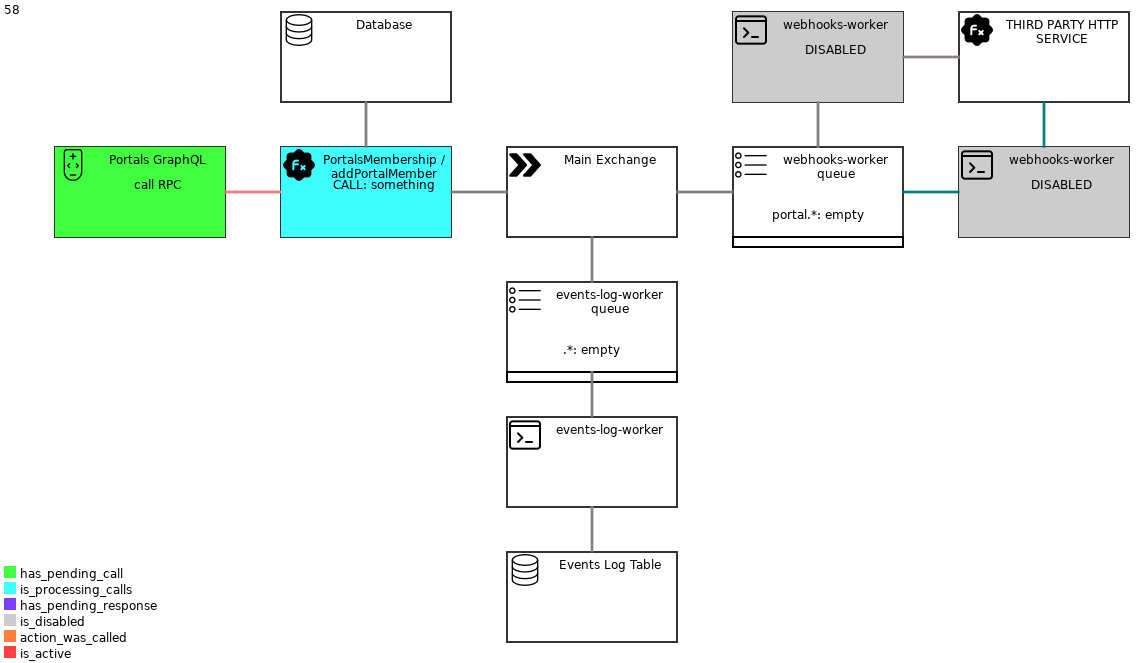 58
Database
webhooks-worker
DISABLED
THIRD PARTY HTTP
SERVICE
Portals GraphQL
call RPC
PortalsMembership /
addPortalMember
CALL: something
Main Exchange
webhooks-worker
queue
portal.*: empty
webhooks-worker
DISABLED
events-log-worker
queue
.*: empty
events-log-worker
Events Log Table
has_pending_call
is_processing_calls
has_pending_response
is_disabled
action_was_called
is_active